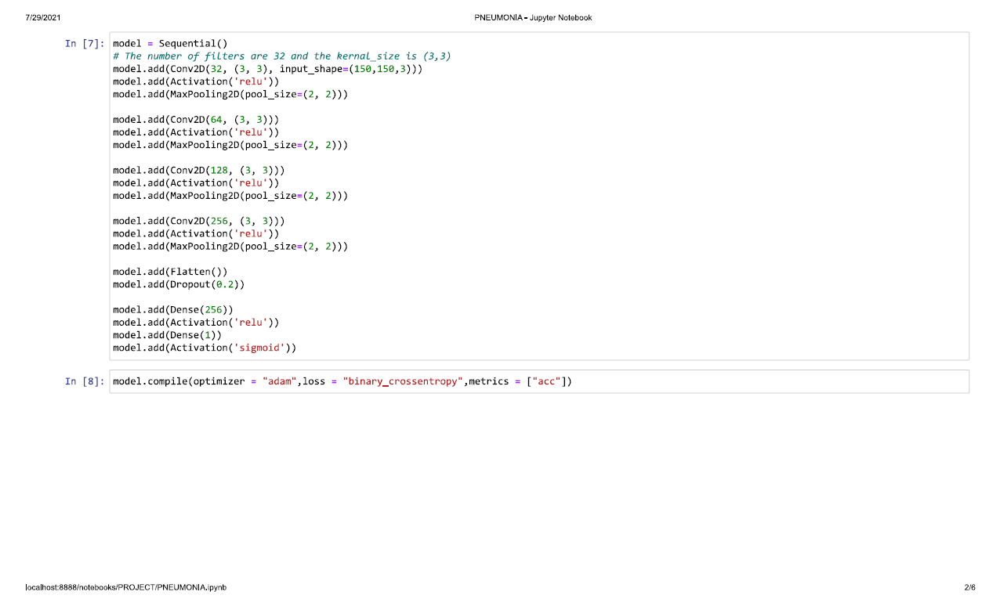 7/29/2021
PNEUMONIA - Jupyter Notebook
In [7]: model = Sequential()
# The number of filters are 32 and the kernal_size is (3,3)
model.add(Conv2D(32, (3, 3), input_shape=(150,150,3)))
model.add(Activation('relu'))
model.add(MaxPooling2D(pool_size=(2, 2)))
model.add(Conv2D(64, (3, 3)))
model.add(Activation('relu'))
model.add(MaxPooling2D(pool_size=(2, 2)))
model.add(Conv2D(128, (3, 3)))
model.add(Activation('relu'))
model.add(MaxPooling2D(pool_size=(2, 2)))
model.add(Conv2D(256, (3, 3)))
model.add(Activation('relu'))
model.add(MaxPooling2D(pool_size=(2, 2)))
model.add(Flatten())
model.add(Dropout(0.2))
model.add(Dense(256))
model.add(Activation('relu'))
model.add(Dense(1))
model.add(Activation('sigmoid'))
In [8]: model.compile(optimizer = "adam",loss = "binary_crossentropy",metrics = ["acc"])
localhost:8888/notebooks/PROJECT/PNEUMONIA.ipynb
2/6